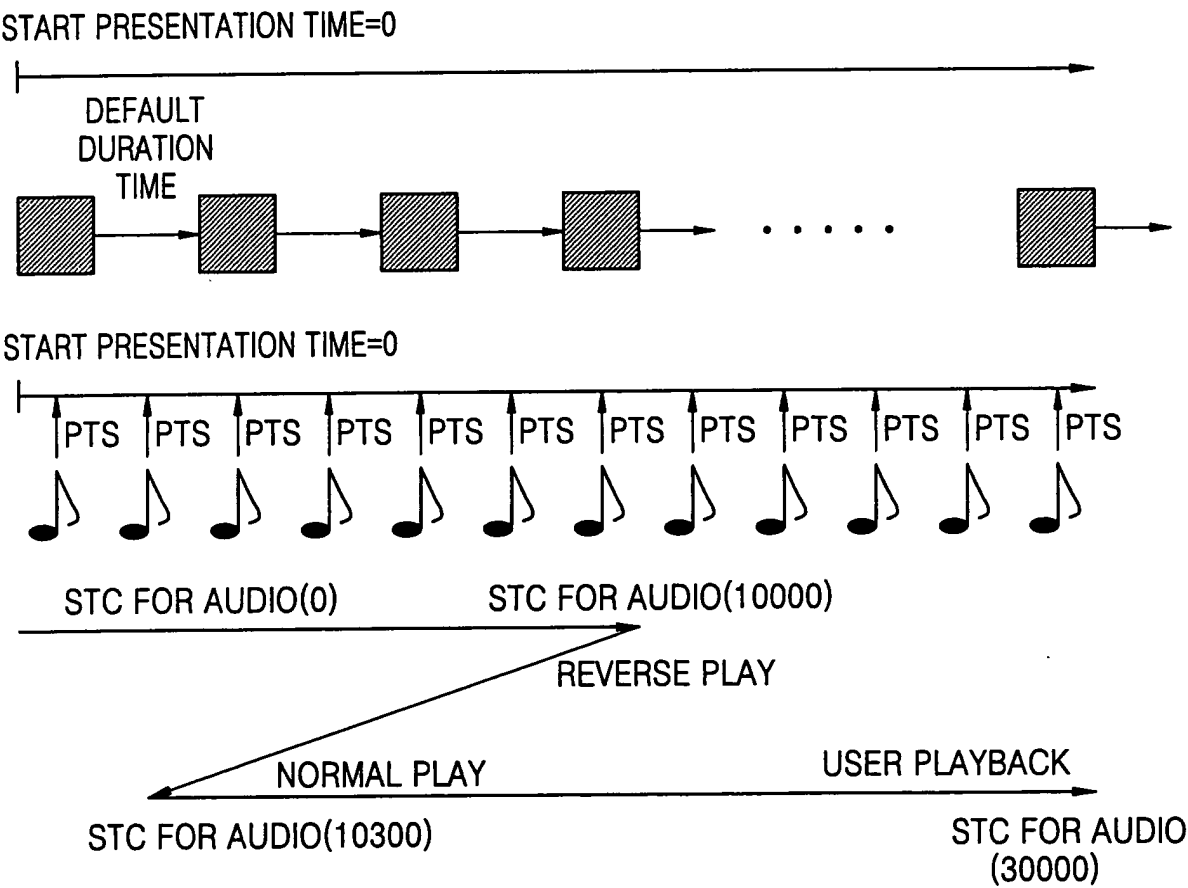 START PRESENTATION TIME=0
DEFAULT
DURATION
TIME
START PRESENTATION TIME=0
PTS PTS PTS PTS PTS PTS PTS PTS PTS PTS PTS PTS
STC FOR AUDIO(0) STC FOR AUDIO(10000)
REVERSE PLAY
NORMAL PLAY USER PLAYBACK
STC FOR AUDIO(10300) STC FOR AUDIO
(30000)